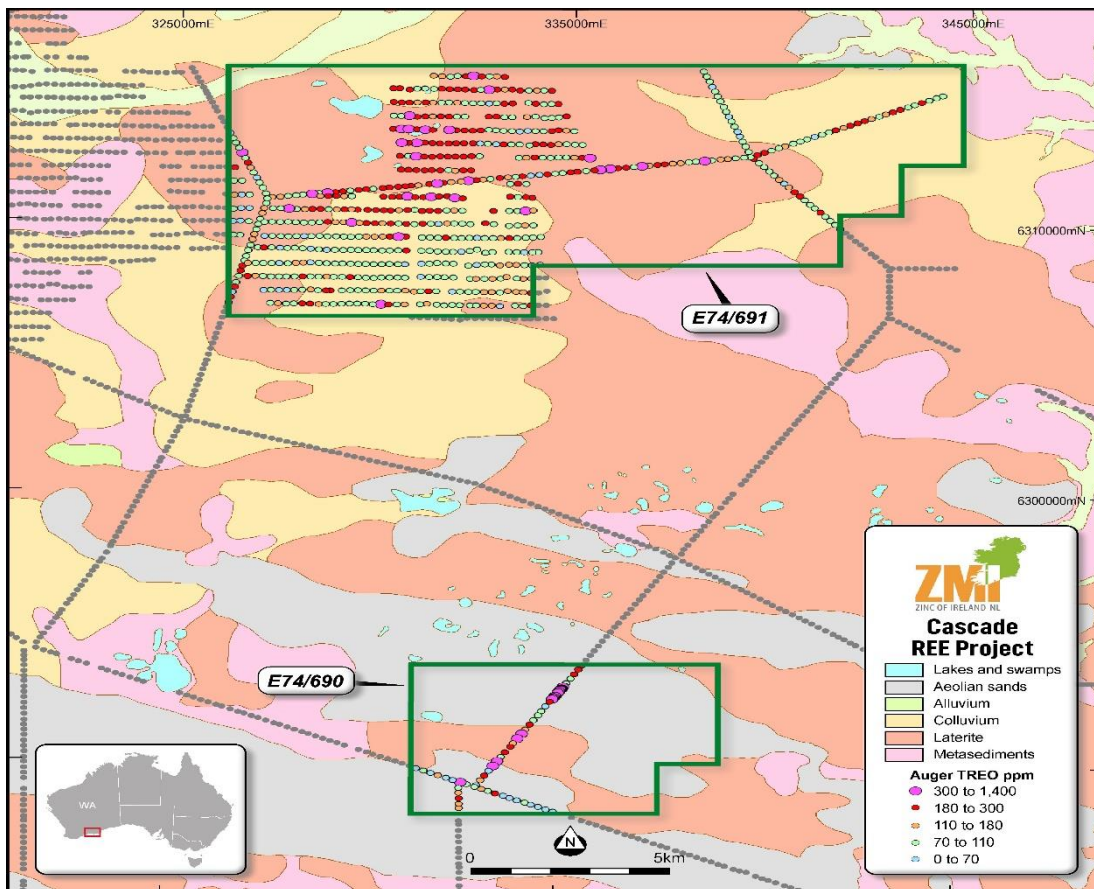 325000mE
335000mE
345000mE
6310000mN
E74/691
6300000mN
E74/690
ZMI
ZINC OF IRELAND NL
Cascade
REE Project
Lakes and swamps
Aeolian sands
Alluvium
Colluvium
Laterite
Metasediments
Auger TREO ppm
300 to 1,400
180 to 300
110 to 180
70 to 110
0 to 70
WA
N
0
5km